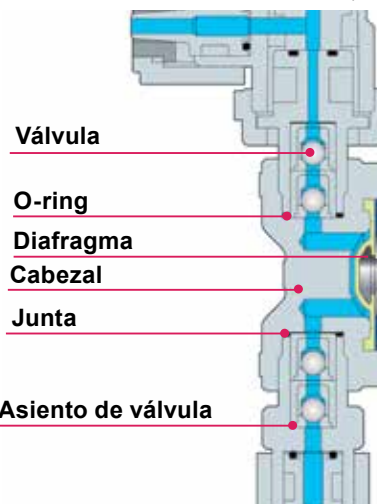 Válvula
O-ring
Diafragma
Cabezal
Junta
Asiento de válvula